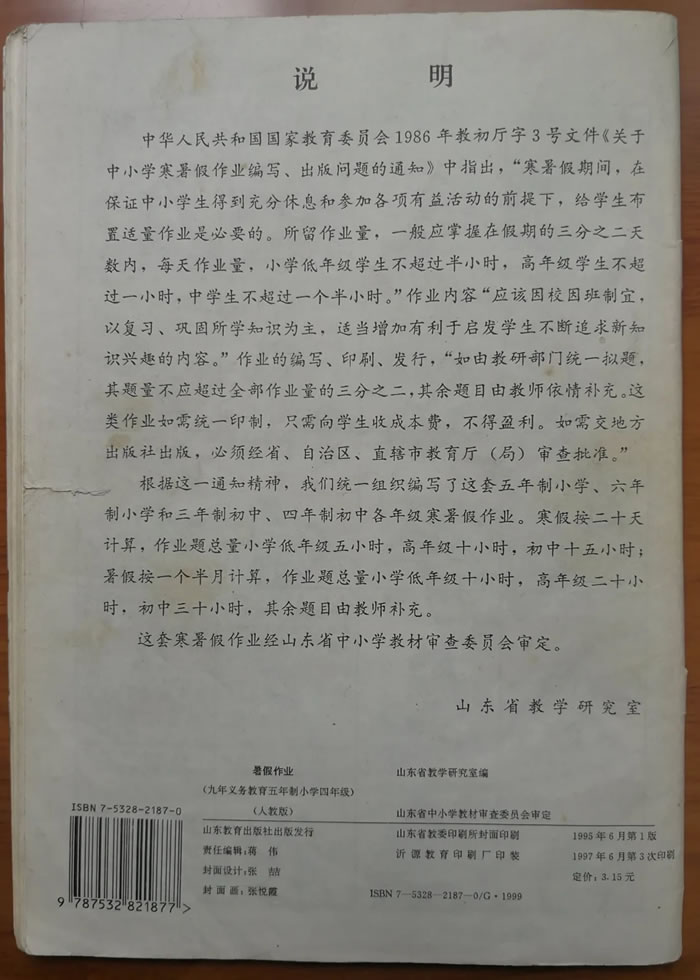 说 明
中华人民共和国国家教育委员会1986年教初厅字3号文件《关于
中小学寒暑假作业编写、出版问题的通知》中指出，“寒暑假期间，在
保证中小学生得到充分休息和参加各项有益活动的前提下，给学生布
置适量作业是必要的。所留作业量，一般应掌握在假期的三分之二天
数内，每天作业量，小学低年级学生不超过半小时，高年级学生不超
过一小时，中学生不超过一个半小时。”作业内容“应该因校因班制宜，
以复习、巩固所学知识为主，适当增加有利于启发学生不断追求新知
识兴趣的内容。”作业的编写、印刷、发行，“如由教研部门统一拟题，
其题量不应超过全部作业量的三分之二，其余题目由教师依情补充。这
类作业如需统一印制，只需向学生收成本费，不得盈利。如需交地方
出版社出版，必须经省、自治区、直辖市教育厅（局）审查批准。”
根据这一通知精神，我们统一组织编写了这套五年制小学、六年
制小学和三年制初中、四年制初中各年级寒暑假作业。寒假按二十天
计算，作业题总量小学低年级五小时，高年级十小时，初中十五小时；
暑假按一个半月计算，作业题总量小学低年级十小时，高年级二十小
时，初中三十小时，其余题目由教师补充。
这套寒暑假作业经山东省中小学教材审查委员会审定。
山东省教学研究室
暑假作业
（九年义务教育五年制小学四年级）
（人教版）
山东省教学研究室编
山东省中小学教材审查委员会审定
山东教育出版社出版发行
责任编辑：蒋 伟
封面设计：张 喆
封 面 画：张悦霞
山东省教委印刷所封面印刷
沂源教育印刷厂印装
1995年6月第1版
1997年6月第3次印刷
定价：3.15元
ISBN 7—5328—2187—0/G·1999
ISBN 7-5328-2187-0
9 787532 821877>